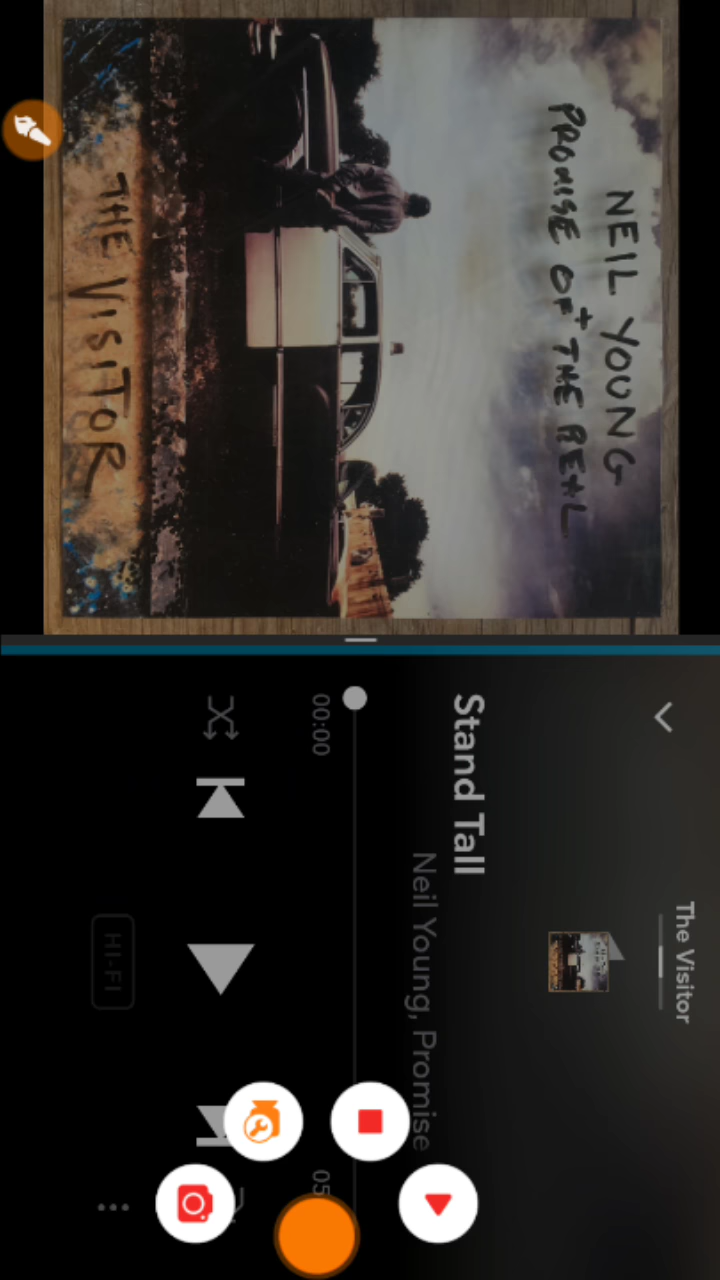 NEIL YOUNG
PROMISE OF + THE REAL
THE VISITOR
The Visitor
Stand Tall
Neil Young, Promise
00:00
05
HI-FI